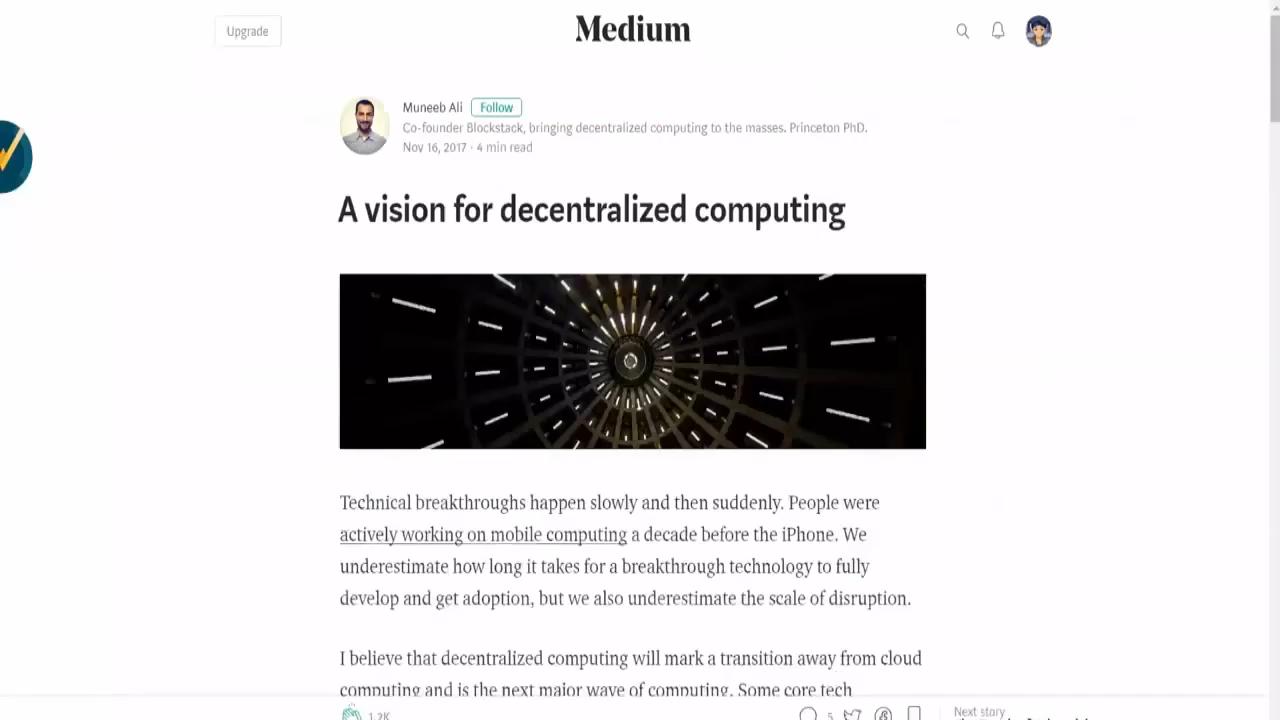 Upgrade
Medium
Muneeb Ali Follow
Co-founder Blockstack, bringing decentralized computing to the masses. Princeton PhD.
Nov 16, 2017 · 4 min read
A vision for decentralized computing
Technical breakthroughs happen slowly and then suddenly. People were
actively working on mobile computing a decade before the iPhone. We
underestimate how long it takes for a breakthrough technology to fully
develop and get adoption, but we also underestimate the scale of disruption.
I believe that decentralized computing will mark a transition away from cloud
computing and is the next major wave of computing. Some core tech
1.2K
5
Next story